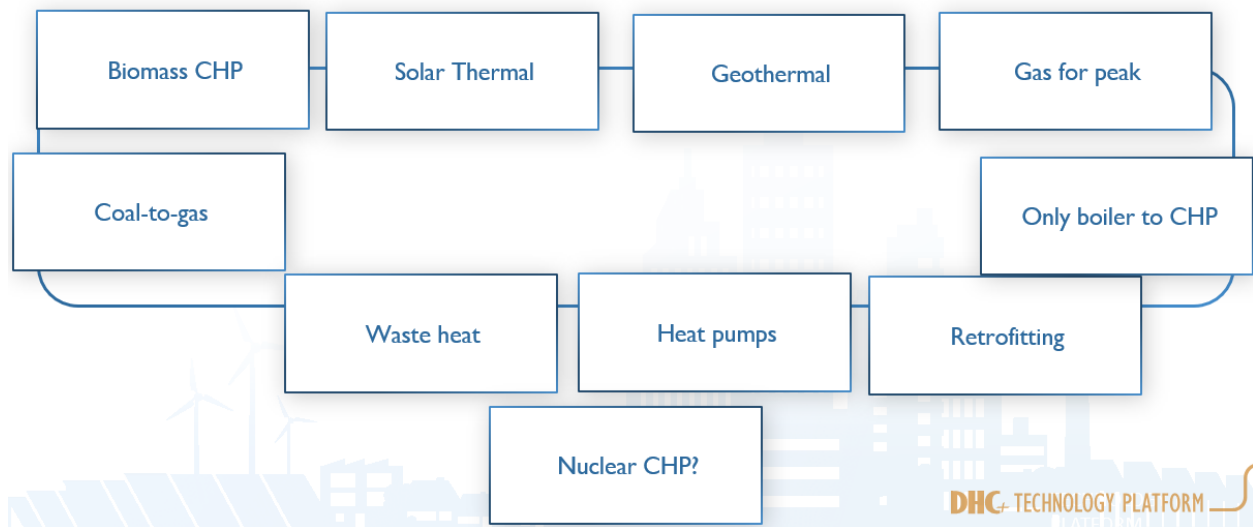 Biomass CHP
Solar Thermal
Geothermal
Gas for peak
Coal-to-gas
Only boiler to CHP
Waste heat
Heat pumps
Retrofitting
Nuclear CHP?
DHC+ TECHNOLOGY PLATFORM